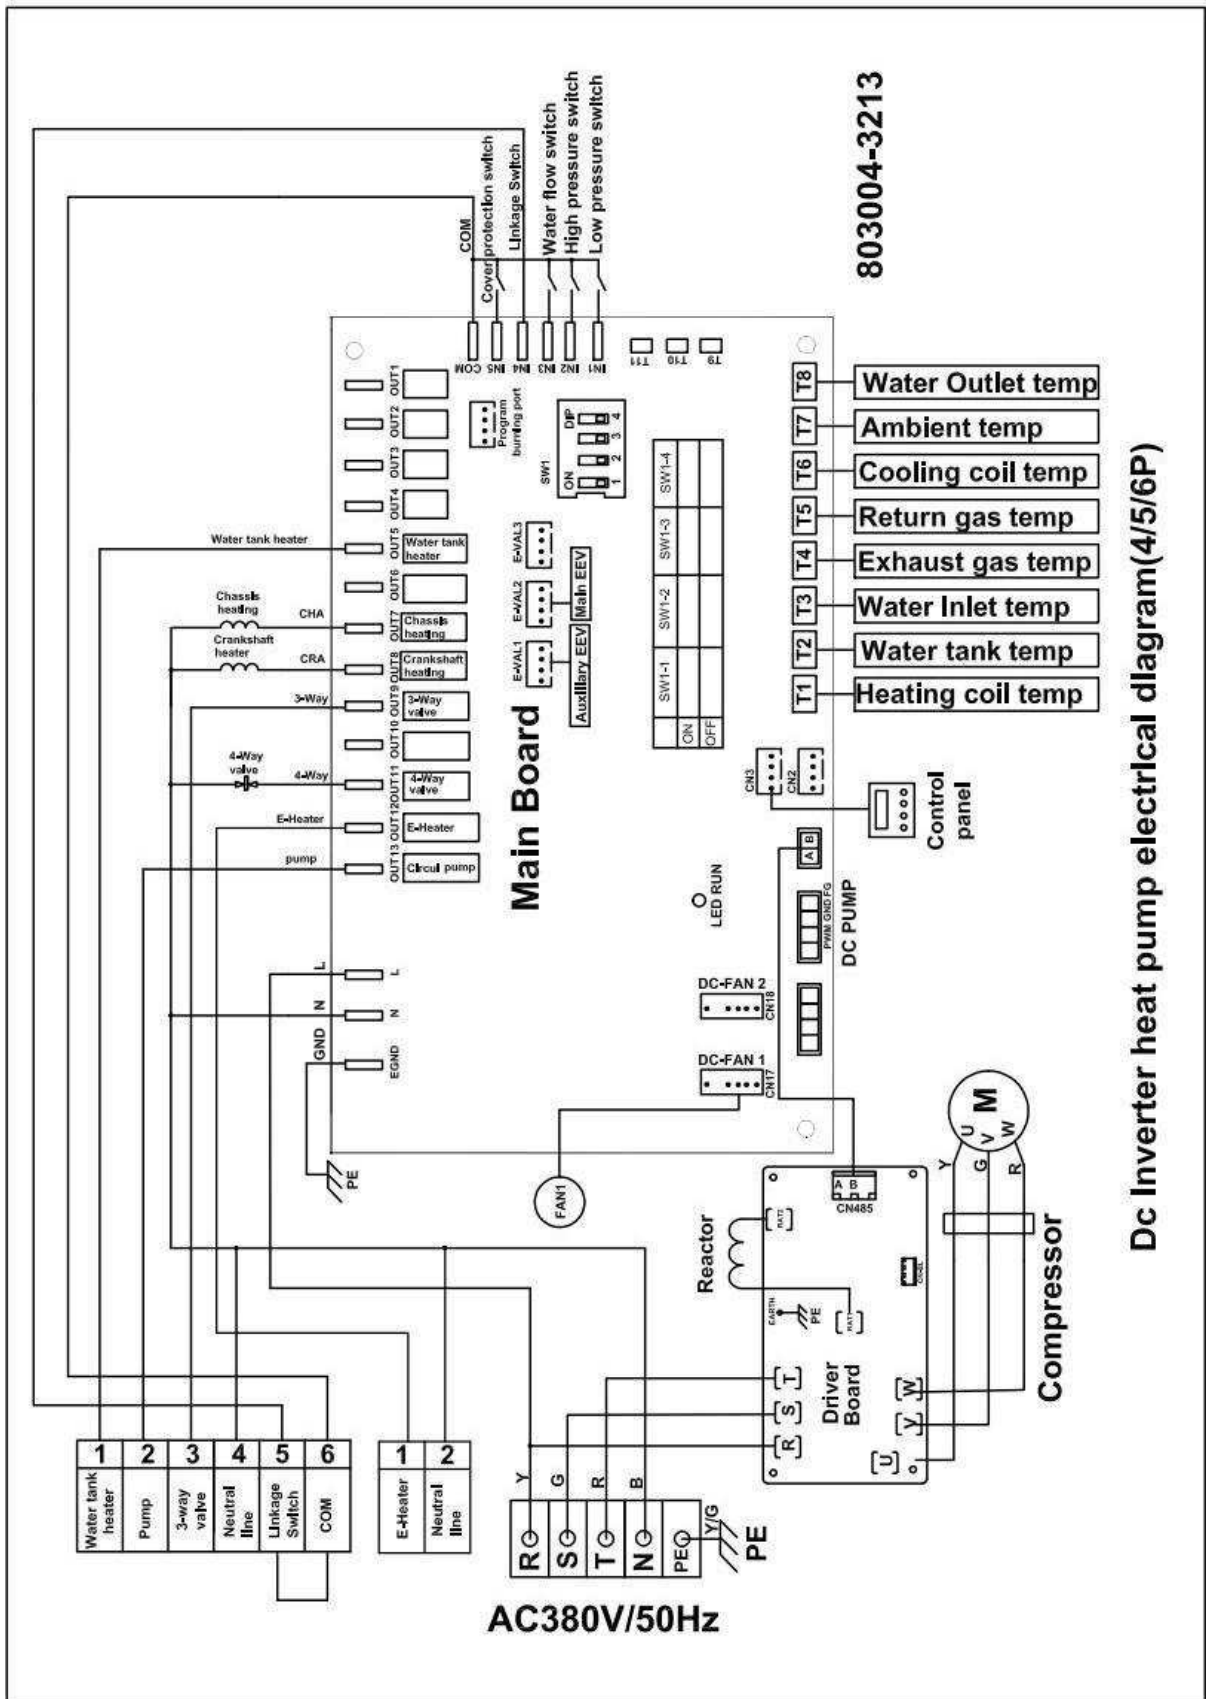 803004-3213
COM
Cover protection switch
Linkage Switch
Water flow switch
High pressure switch
Low pressure switch
COM
IN5
IN4
IN3
IN2
IN1
T11
T10
T9
OUT1
OUT2
OUT3
OUT4
OUT5
OUT6
OUT7
OUT8
OUT9
OUT10
OUT11
OUT12
OUT13
Program
burning port
SW1
ON
DIP
1
2
3
4
Water tank heater
Water tank
heater
Chassis
heating
CHA
Chassis
heating
Crankshaft
heater
CRA
Crankshaft
heating
3-Way
3-Way
valve
4-Way
valve
4-Way
4-Way
valve
E-Heater
E-Heater
pump
Circul pump
E-VAL3
E-VAL2
E-VAL1
Main EEV
Auxiliary EEV
SW1-4
SW1-3
SW1-2
SW1-1
ON
OFF
Main Board
T8 Water Outlet temp
T7 Ambient temp
T6 Cooling coil temp
T5 Return gas temp
T4 Exhaust gas temp
T3 Water Inlet temp
T2 Water tank temp
T1 Heating coil temp
CN3
CN2
Control
panel
A B
LED RUN
PWM GND FG
DC PUMP
L
L
N
N
GND
EGND
PE
DC-FAN 2
CN18
DC-FAN 1
CN17
FAN1
M
U
V
W
Y
G
R
A B
CN485
Reactor
RAT2
EARTH
PE
RAT1
Driver
Board
T
S
R
W
V
U
Compressor
1
2
3
4
5
6
Water tank
heater
Pump
3-way
valve
Neutral
line
Linkage
Switch
COM
1
2
E-Heater
Neutral
line
Y
G
R
B
R
S
T
N
PE
Y/G
PE
AC380V/50Hz
Dc Inverter heat pump electrical diagram(4/5/6P)